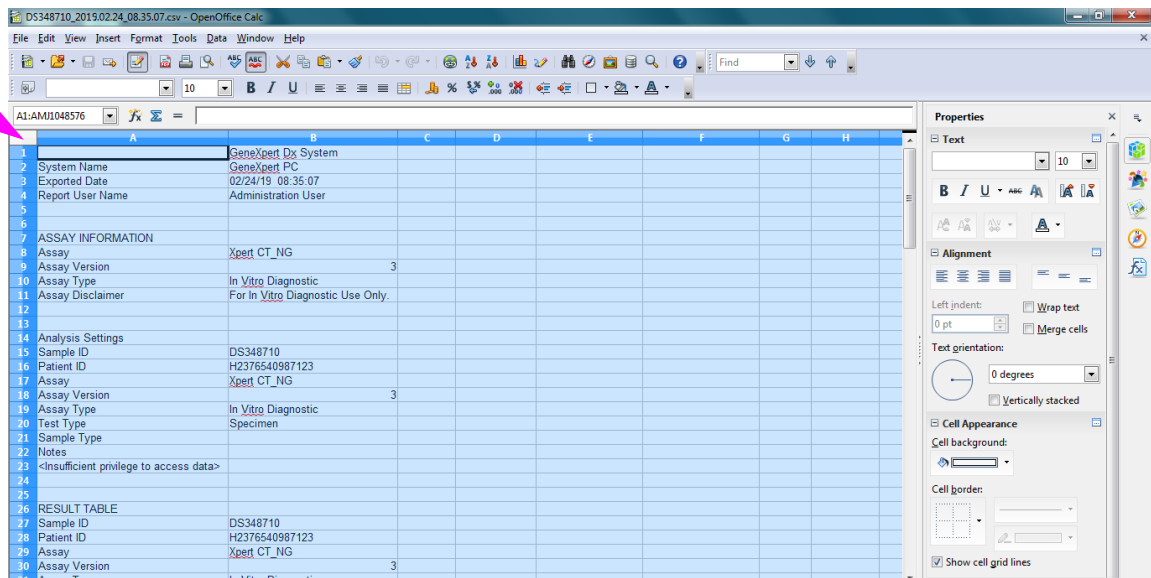 DS348710_2019.02.24_08.35.07.csv - OpenOffice Calc
File Edit View Insert Format Tools Data Window Help
Find
10
A1:AMJ1048576
A B C D E F G H
1 GeneXpert Dx System
2 System Name GeneXpert PC
3 Exported Date 02/24/19 08:35:07
4 Report User Name Administration User
5
6
7 ASSAY INFORMATION
8 Assay Xpert CT_NG
9 Assay Version 3
10 Assay Type In Vitro Diagnostic
11 Assay Disclaimer For In Vitro Diagnostic Use Only.
12
13
14 Analysis Settings
15 Sample ID DS348710
16 Patient ID H2376540987123
17 Assay Xpert CT_NG
18 Assay Version 3
19 Assay Type In Vitro Diagnostic
20 Test Type Specimen
21 Sample Type
22 Notes
23 <Insufficient privilege to access data>
24
25
26 RESULT TABLE
27 Sample ID DS348710
28 Patient ID H2376540987123
29 Assay Xpert CT_NG
30 Assay Version 3
Properties
Text
10
Alignment
Left indent:
Wrap text
0 pt
Merge cells
Text orientation:
0 degrees
Vertically stacked
Cell Appearance
Cell background:
Cell border:
Show cell grid lines